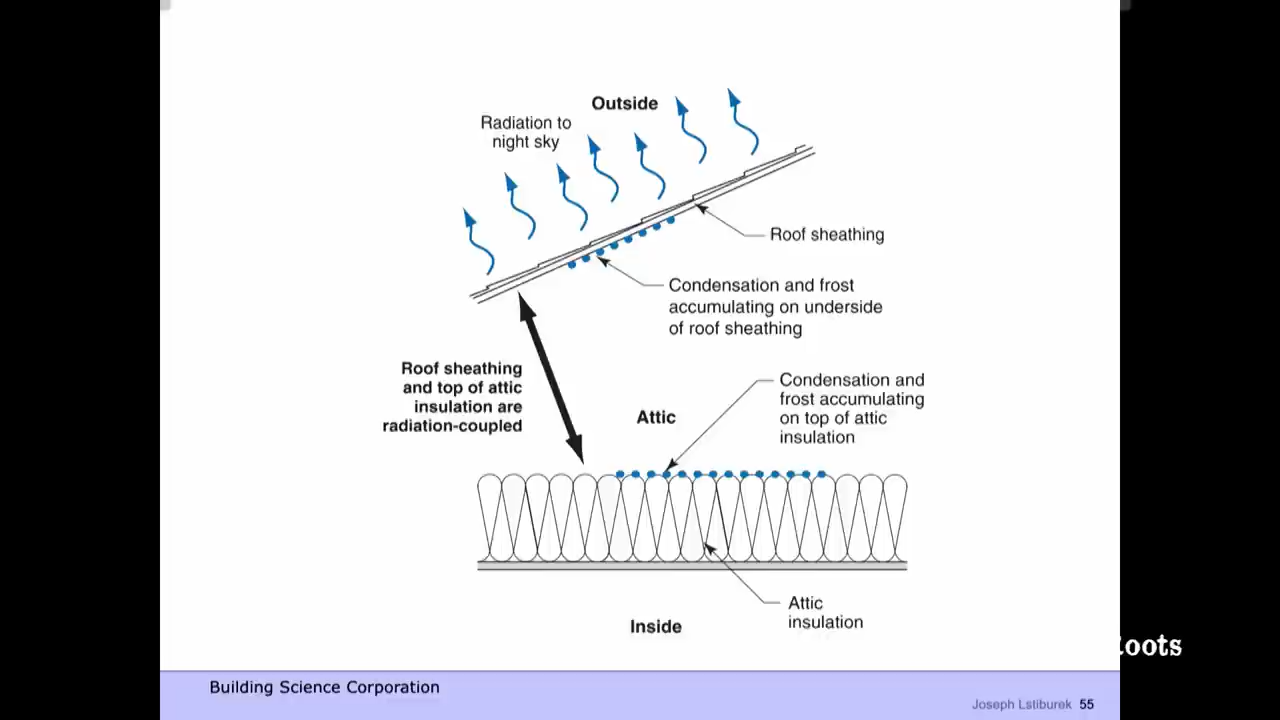 Outside
Radiation to
night sky
Roof sheathing
Condensation and frost
accumulating on underside
of roof sheathing
Roof sheathing
and top of attic
insulation are
radiation-coupled
Attic
Condensation and
frost accumulating
on top of attic
insulation
Attic
insulation
Inside
Building Science Corporation
Joseph Lstiburek 55